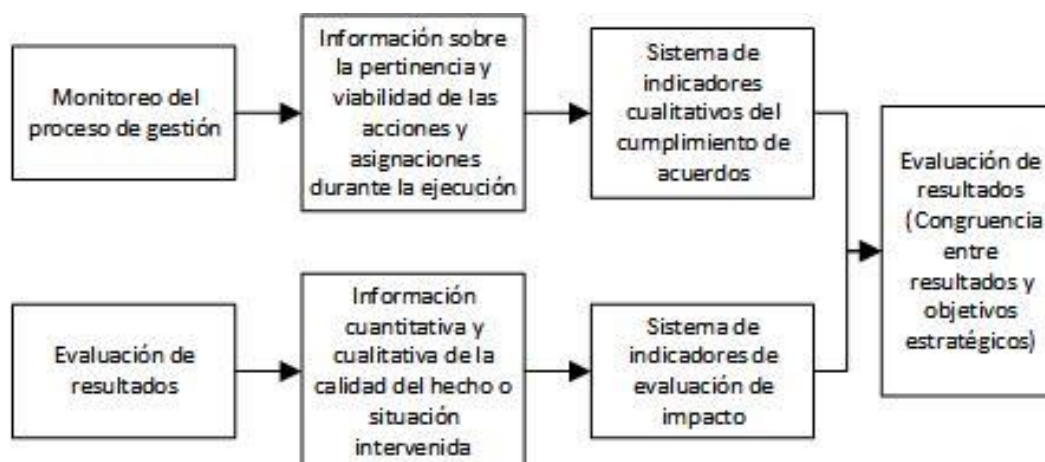 Monitoreo del
proceso de gestión
Información sobre
la pertinencia y
viabilidad de las
acciones y
asignaciones
durante la ejecución
Sistema de
indicadores
cualitativos del
cumplimiento de
acuerdos
Evaluación de
resultados
Información
cuantitativa y
cualitativa de la
calidad del hecho o
situación
intervenida
Sistema de
indicadores de
evaluación de
impacto
Evaluación de
resultados
(Congruencia
entre
resultados y
objetivos
estratégicos)